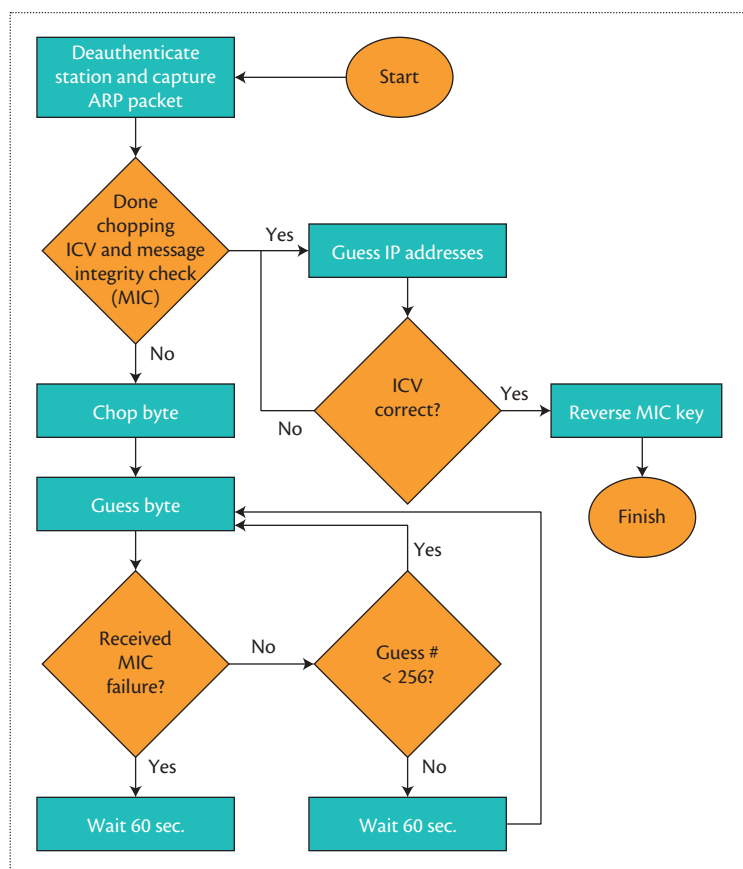 Deauthenticate
station and capture
ARP packet
Start
Done
chopping
ICV and message
integrity check
(MIC)
Yes
Guess IP addresses
No
ICV
correct?
No
Yes
Reverse MIC key
Chop byte
Guess byte
Finish
Yes
Received
MIC
failure?
No
Guess #
< 256?
Yes
No
Wait 60 sec.
Wait 60 sec.